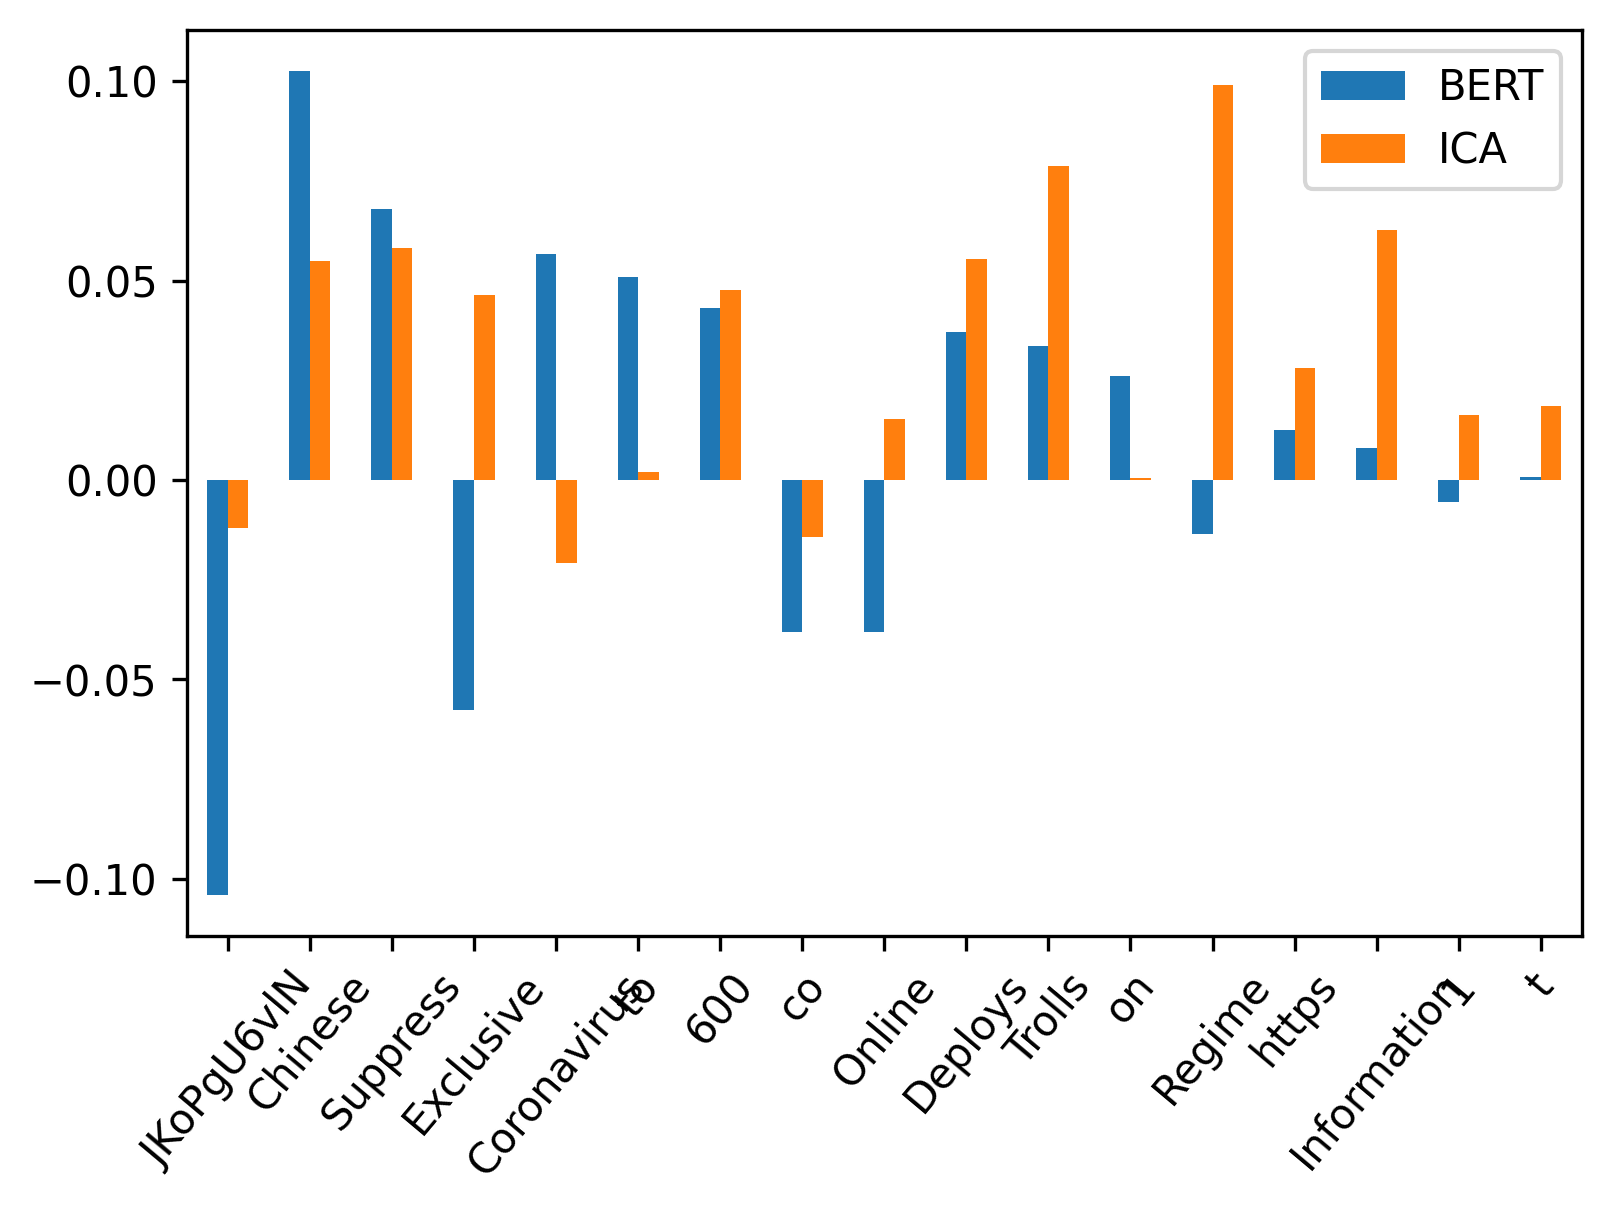 0.10
0.05
0.00
−0.05
−0.10
BERT
ICA
JKoPgU6vlN
Chinese
Suppress
Exclusive
Coronavirus
to
600
co
Online
Deploys
Trolls
on
Regime
https
Information
1
t